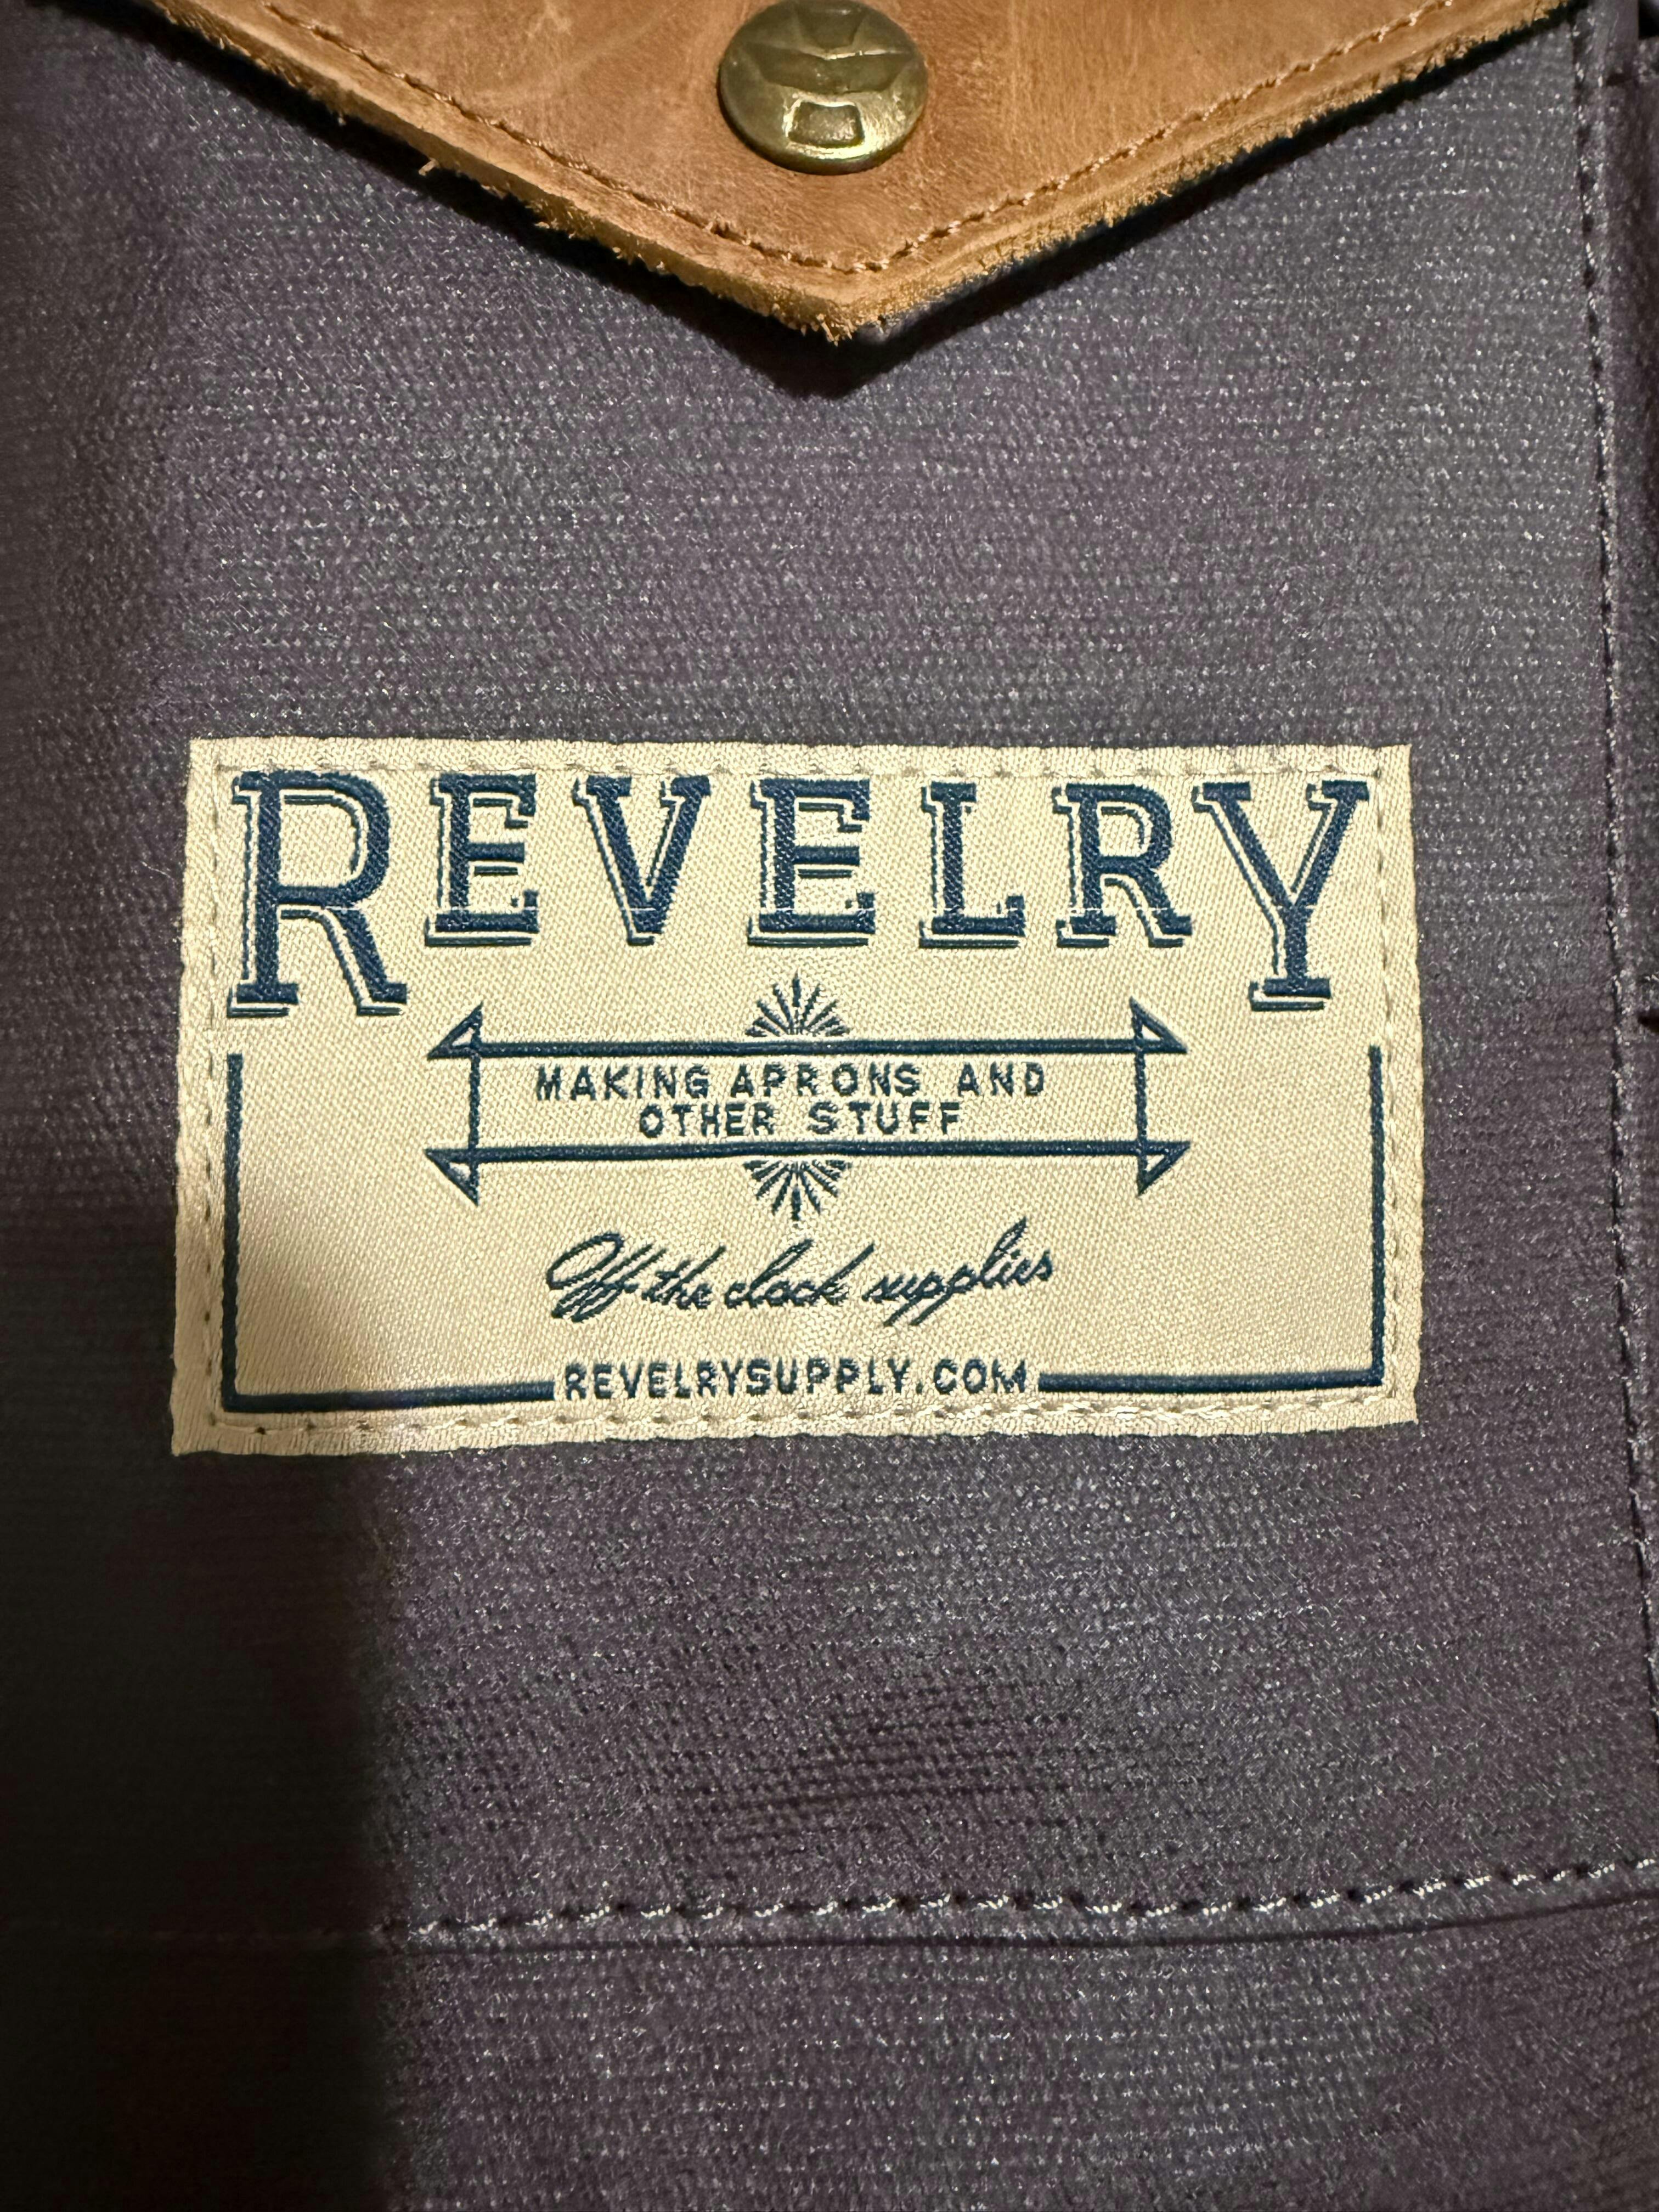 REVELRY
MAKING APRONS AND
OTHER STUFF
Off the clock supplies
REVELRYSUPPLY.COM